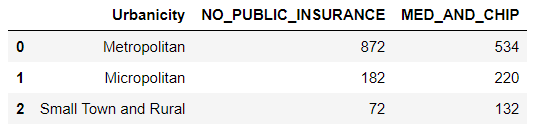 Urbanicity NO_PUBLIC_INSURANCE MED_AND_CHIP
0 Metropolitan 872 534
1 Micropolitan 182 220
2 Small Town and Rural 72 132